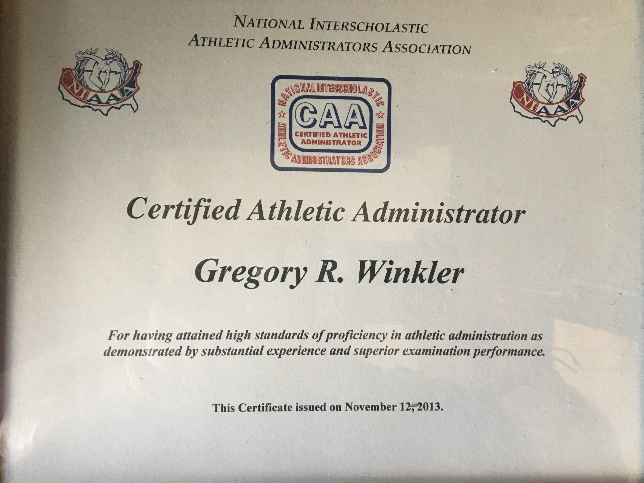 NATIONAL INTERSCHOLASTIC
ATHLETIC ADMINISTRATORS ASSOCIATION
NIAAA
NIAAA
NATIONAL INTERSCHOLASTIC
CAA
CERTIFIED ATHLETIC
ADMINISTRATOR
ATHLETIC ADMINISTRATORS ASSOCIATION
Certified Athletic Administrator
Gregory R. Winkler
For having attained high standards of proficiency in athletic administration as
demonstrated by substantial experience and superior examination performance.
This Certificate issued on November 12, 2013.